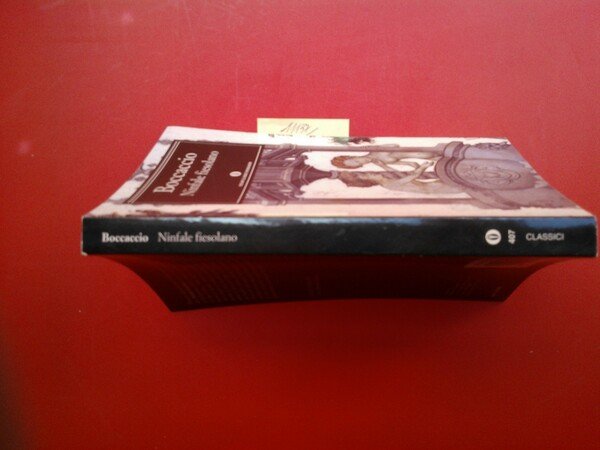 Boccaccio
Ninfale fiesolano
Boccaccio Ninfale fiesolano 407 CLASSICI